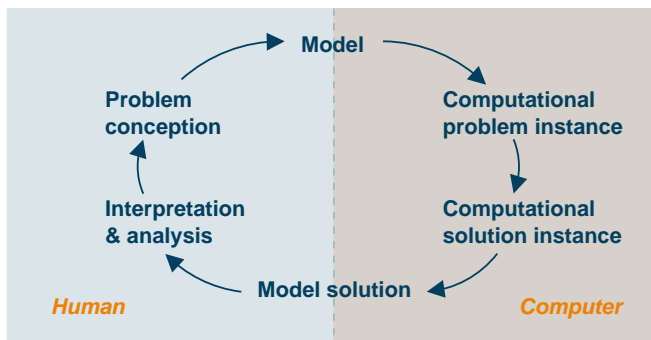 Model
Problem
conception
Computational
problem instance
Interpretation
& analysis
Computational
solution instance
Model solution
Human
Computer